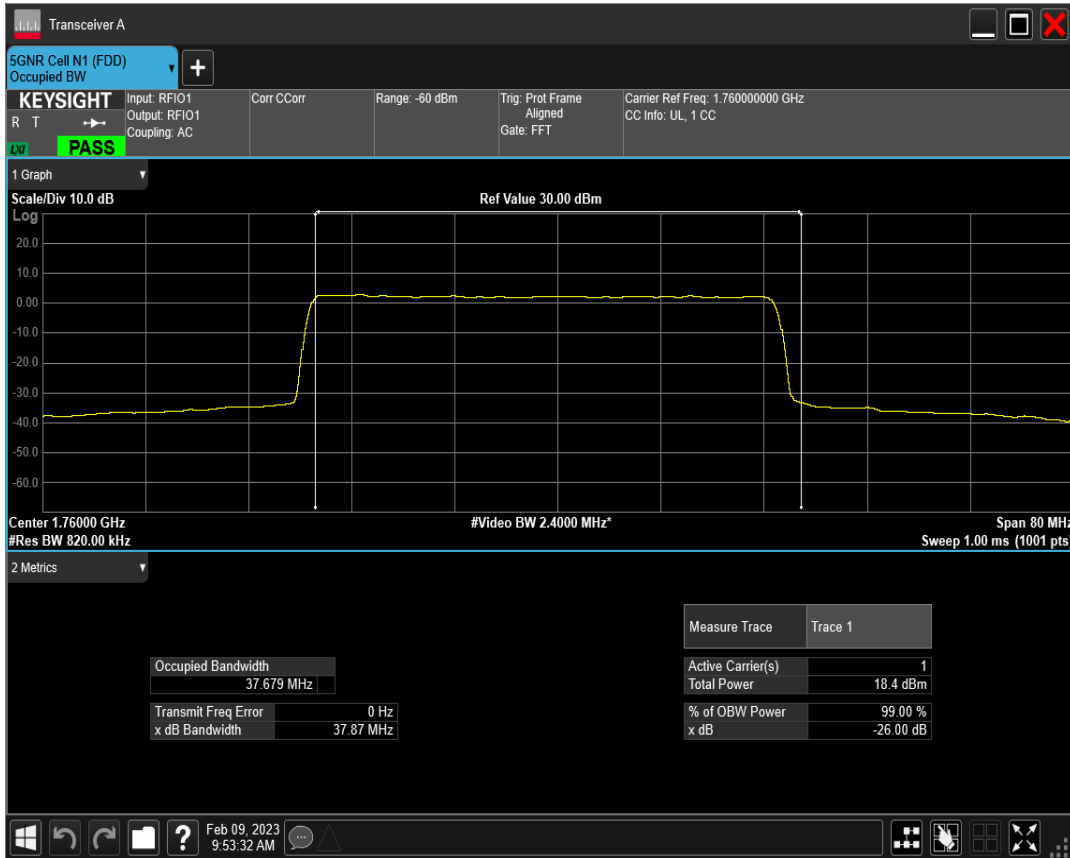 Transceiver A
5GNR Cell N1 (FDD)
Occupied BW
+
KEYSIGHT
R T
LXI
PASS
Input: RFIO1
Output: RFIO1
Coupling: AC
Corr CCorr
Range: -60 dBm
Trig: Prot Frame
Aligned
Gate: FFT
Carrier Ref Freq: 1.760000000 GHz
CC Info: UL, 1 CC
1 Graph
Scale/Div 10.0 dB
Ref Value 30.00 dBm
Log
20.0
10.0
0.00
-10.0
-20.0
-30.0
-40.0
-50.0
-60.0
Center 1.76000 GHz
#Video BW 2.4000 MHz*
Span 80 MHz
#Res BW 820.00 kHz
Sweep 1.00 ms (1001 pts)
2 Metrics
Measure Trace Trace 1
Occupied Bandwidth
37.679 MHz
Active Carrier(s) 1
Total Power 18.4 dBm
Transmit Freq Error 0 Hz
x dB Bandwidth 37.87 MHz
% of OBW Power 99.00 %
x dB -26.00 dB
?
Feb 09, 2023
9:53:32 AM